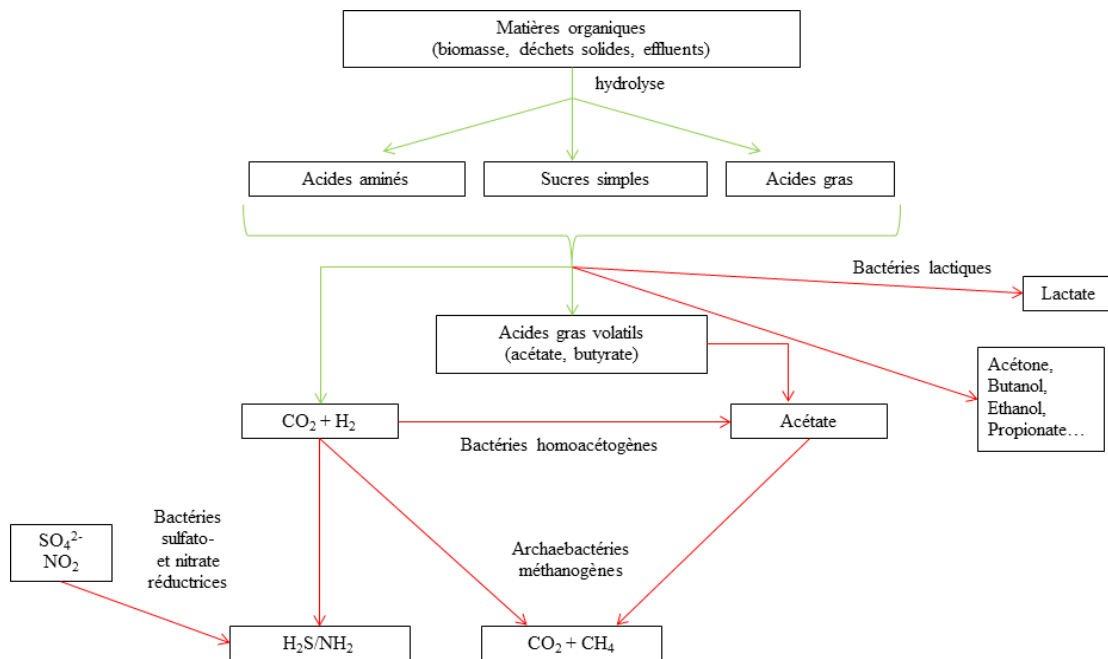 Matières organiques
(biomasse, déchets solides, effluents)
hydrolyse
Acides aminés
Sucres simples
Acides gras
Bactéries lactiques
Lactate
Acides gras volatils
(acétate, butyrate)
Acétone,
Butanol,
Ethanol,
Propionate…
CO₂ + H₂
Acétate
Bactéries homoacétogènes
Bactéries
sulfato-
et nitrate
réductrices
SO₄²⁻
NO₂
Archaebactéries
méthanogènes
H₂S/NH₂
CO₂ + CH₄